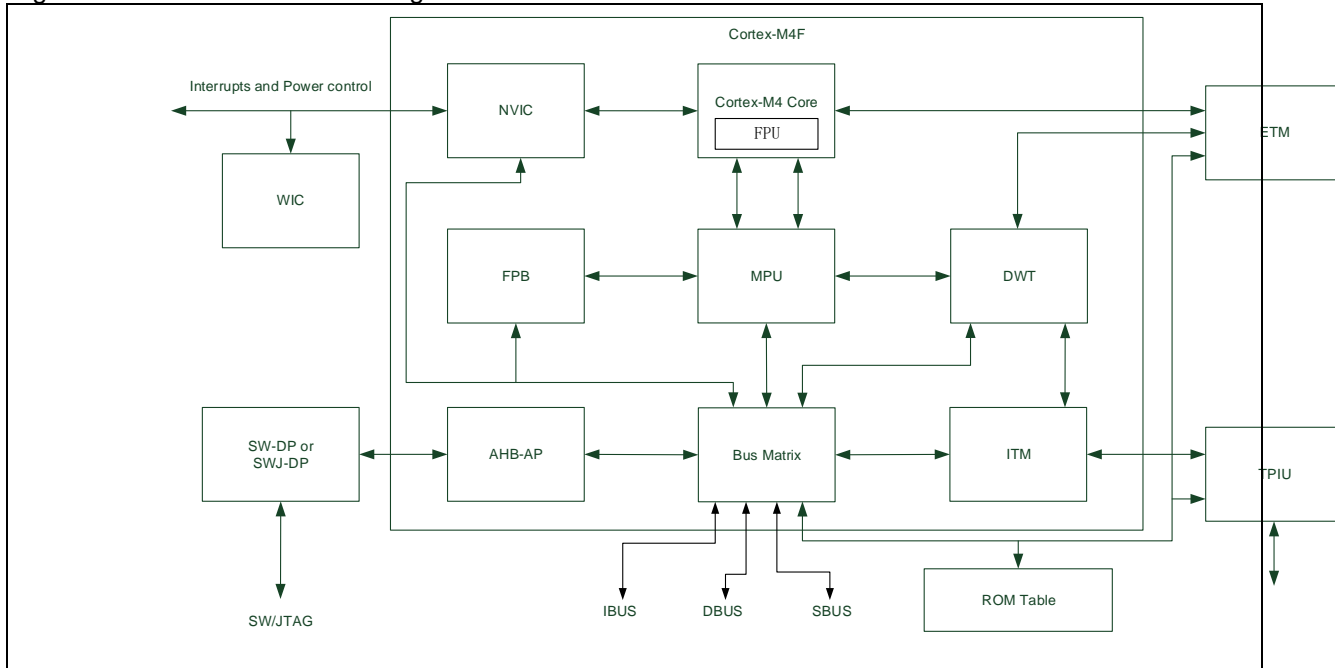 Cortex-M4F
Interrupts and Power control
NVIC
Cortex-M4 Core
FPU
ETM
WIC
FPB
MPU
DWT
SW-DP or
SWJ-DP
AHB-AP
Bus Matrix
ITM
TPIU
IBUS
DBUS
SBUS
ROM Table
SW/JTAG